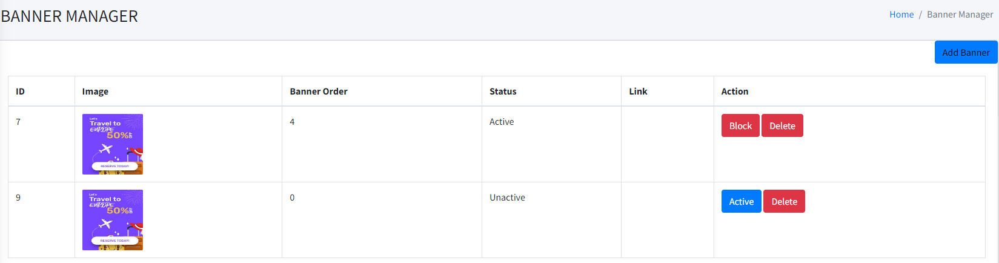 BANNER MANAGER
Home / Banner Manager
Add Banner
ID Image Banner Order Status Link Action
7 4 Active Block Delete
Let's
Travel to
EUROPE
50%
RESERVE TODAY!
9 0 Unactive Active Delete
Let's
Travel to
EUROPE
50%
RESERVE TODAY!